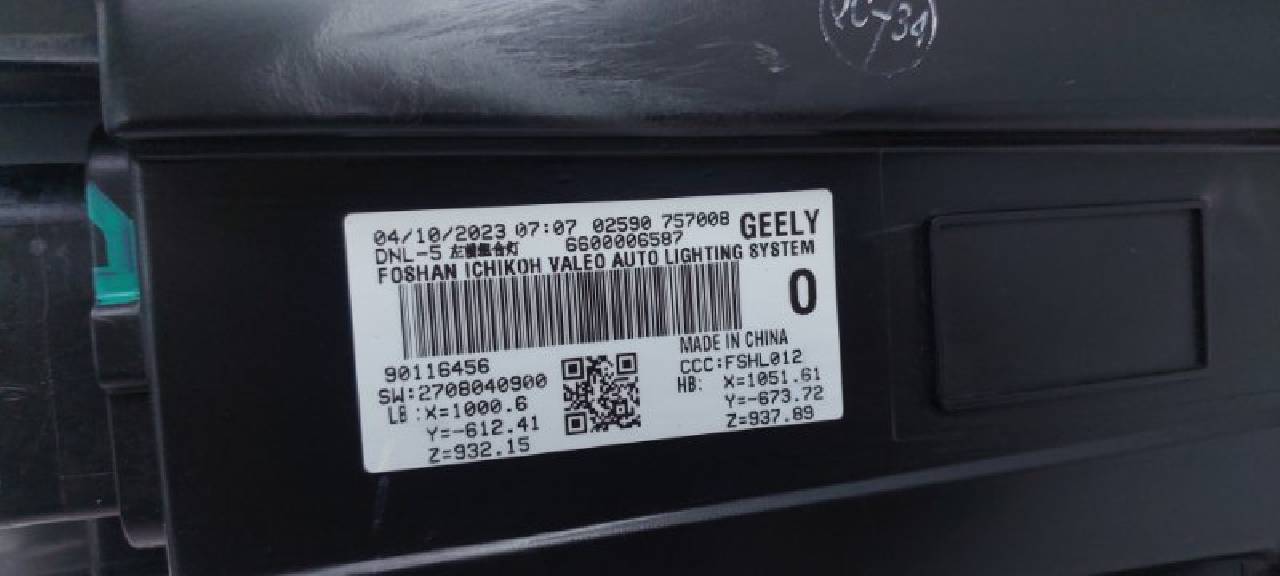 QC-734
04/10/2023 07:07 02590 757008 GEELY
DNL-5 左前组合灯 6600006587
FOSHAN ICHIKOH VALEO AUTO LIGHTING SYSTEM
0
90116456
SW:2708040900
LB:X=1000.6
Y=-612.41
Z=932.15
MADE IN CHINA
CCC:FSHL012
HB: X=1051.61
Y=-673.72
Z=937.89